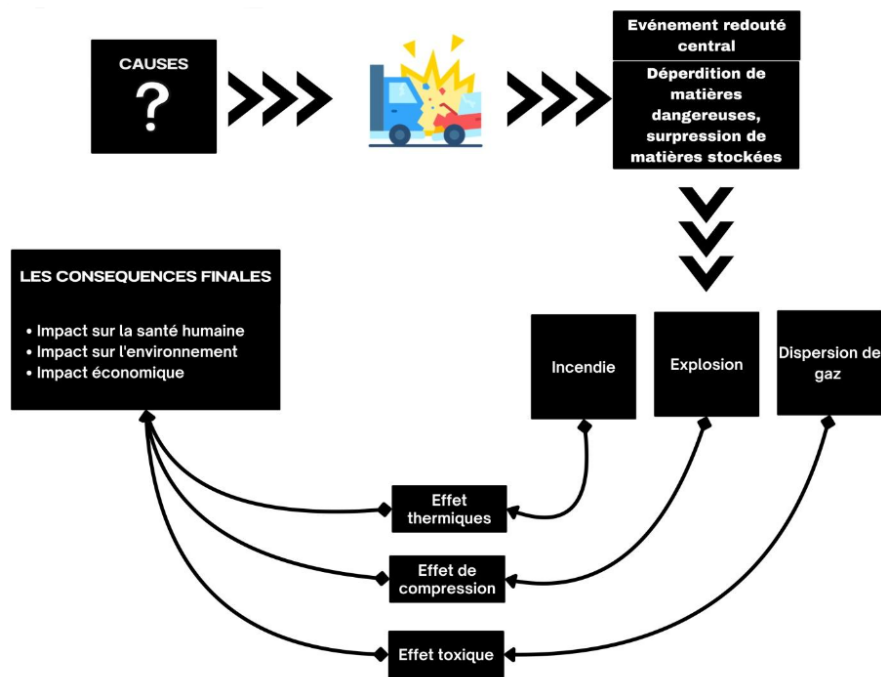 CAUSES
?
Evénement redouté
central
Déperdition de
matières
dangereuses,
surpression de
matières stockées
LES CONSEQUENCES FINALES
• Impact sur la santé humaine
• Impact sur l'environnement
• Impact économique
Incendie
Explosion
Dispersion de
gaz
Effet
thermiques
Effet de
compression
Effet toxique